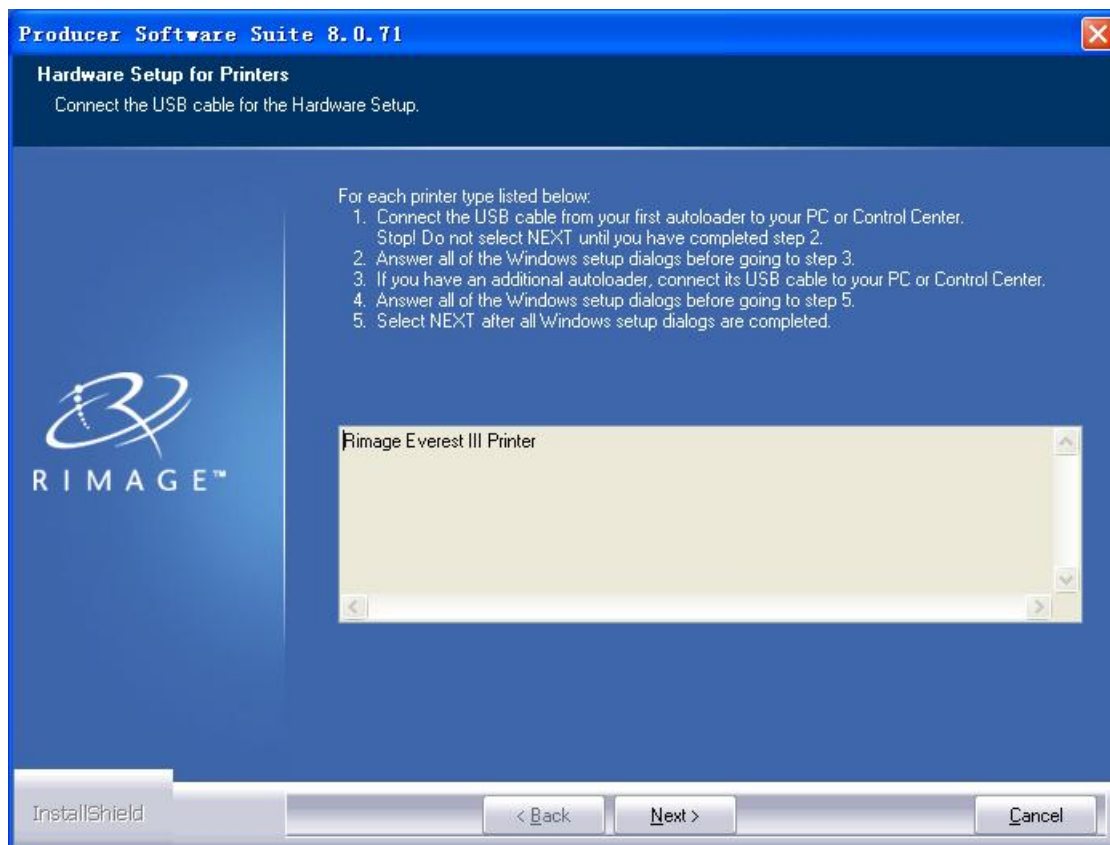 Producer Software Suite 8.0.71
Hardware Setup for Printers
Connect the USB cable for the Hardware Setup.
For each printer type listed below:
1. Connect the USB cable from your first autoloader to your PC or Control Center.
Stop! Do not select NEXT until you have completed step 2.
2. Answer all of the Windows setup dialogs before going to step 3.
3. If you have an additional autoloader, connect its USB cable to your PC or Control Center.
4. Answer all of the Windows setup dialogs before going to step 5.
5. Select NEXT after all Windows setup dialogs are completed.
RIMAGE™
Rimage Everest III Printer
InstallShield
< Back
Next >
Cancel